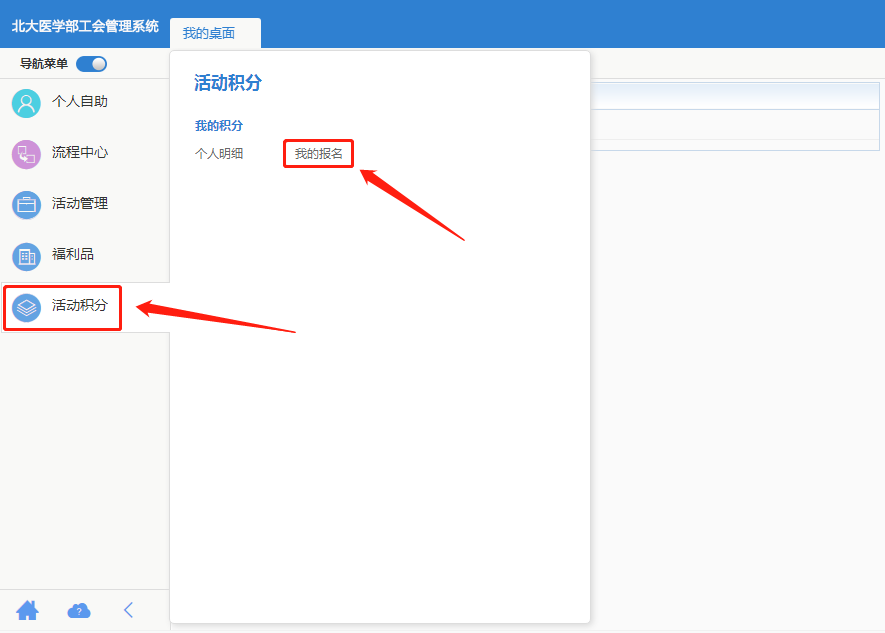 北大医学部工会管理系统
我的桌面
导航菜单
个人自助
流程中心
活动管理
福利品
活动积分
活动积分
我的积分
个人明细 我的报名
?